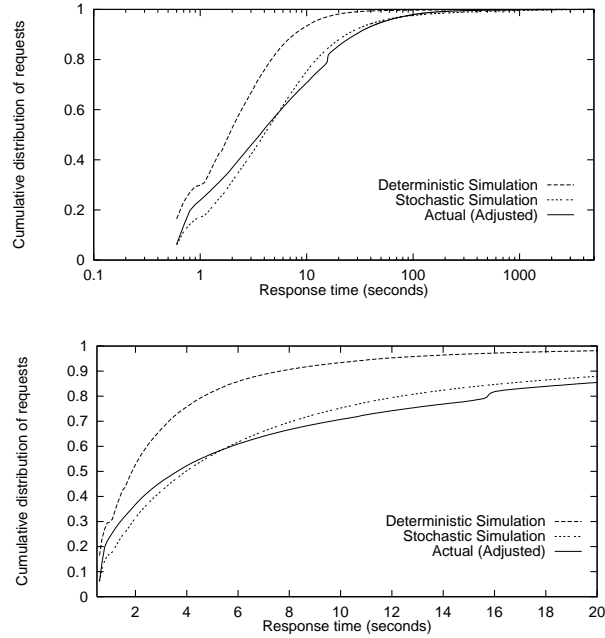 Cumulative distribution of requests
1
0.8
0.6
0.4
0.2
0
Deterministic Simulation
Stochastic Simulation
Actual (Adjusted)
0.1 1 10 100 1000
Response time (seconds)
Cumulative distribution of requests
1
0.9
0.8
0.7
0.6
0.5
0.4
0.3
0.2
0.1
0
Deterministic Simulation
Stochastic Simulation
Actual (Adjusted)
2 4 6 8 10 12 14 16 18 20
Response time (seconds)